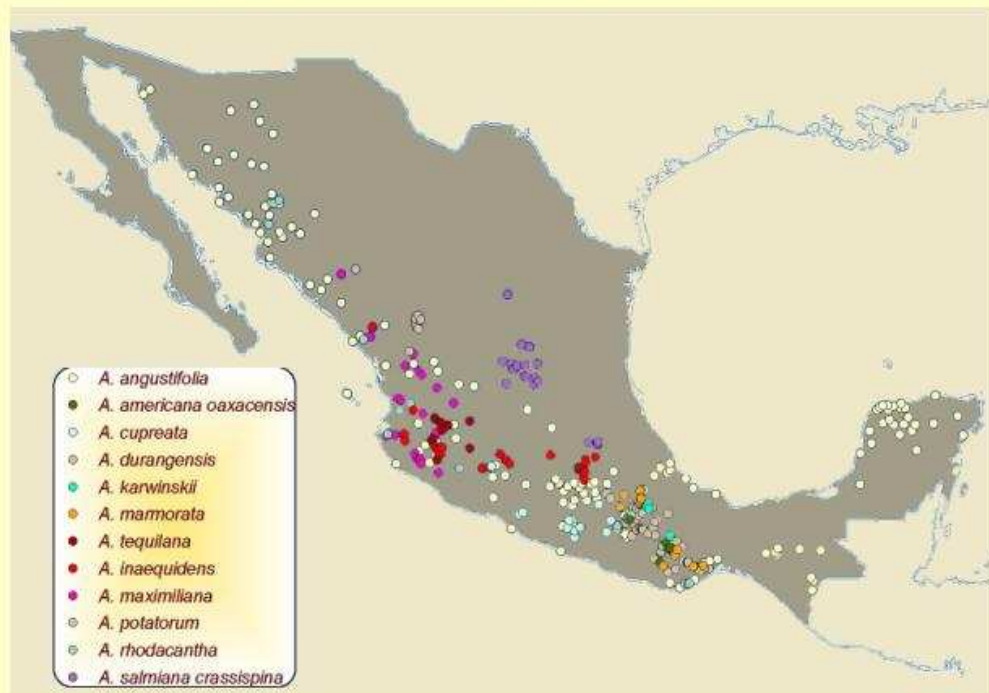 A. angustifolia
A. americana oaxacensis
A. cupreata
A. durangensis
A. karwinskii
A. marmorata
A. tequilana
A. inaequidens
A. maximiliana
A. potatorum
A. rhodacantha
A. salmiana crassispina